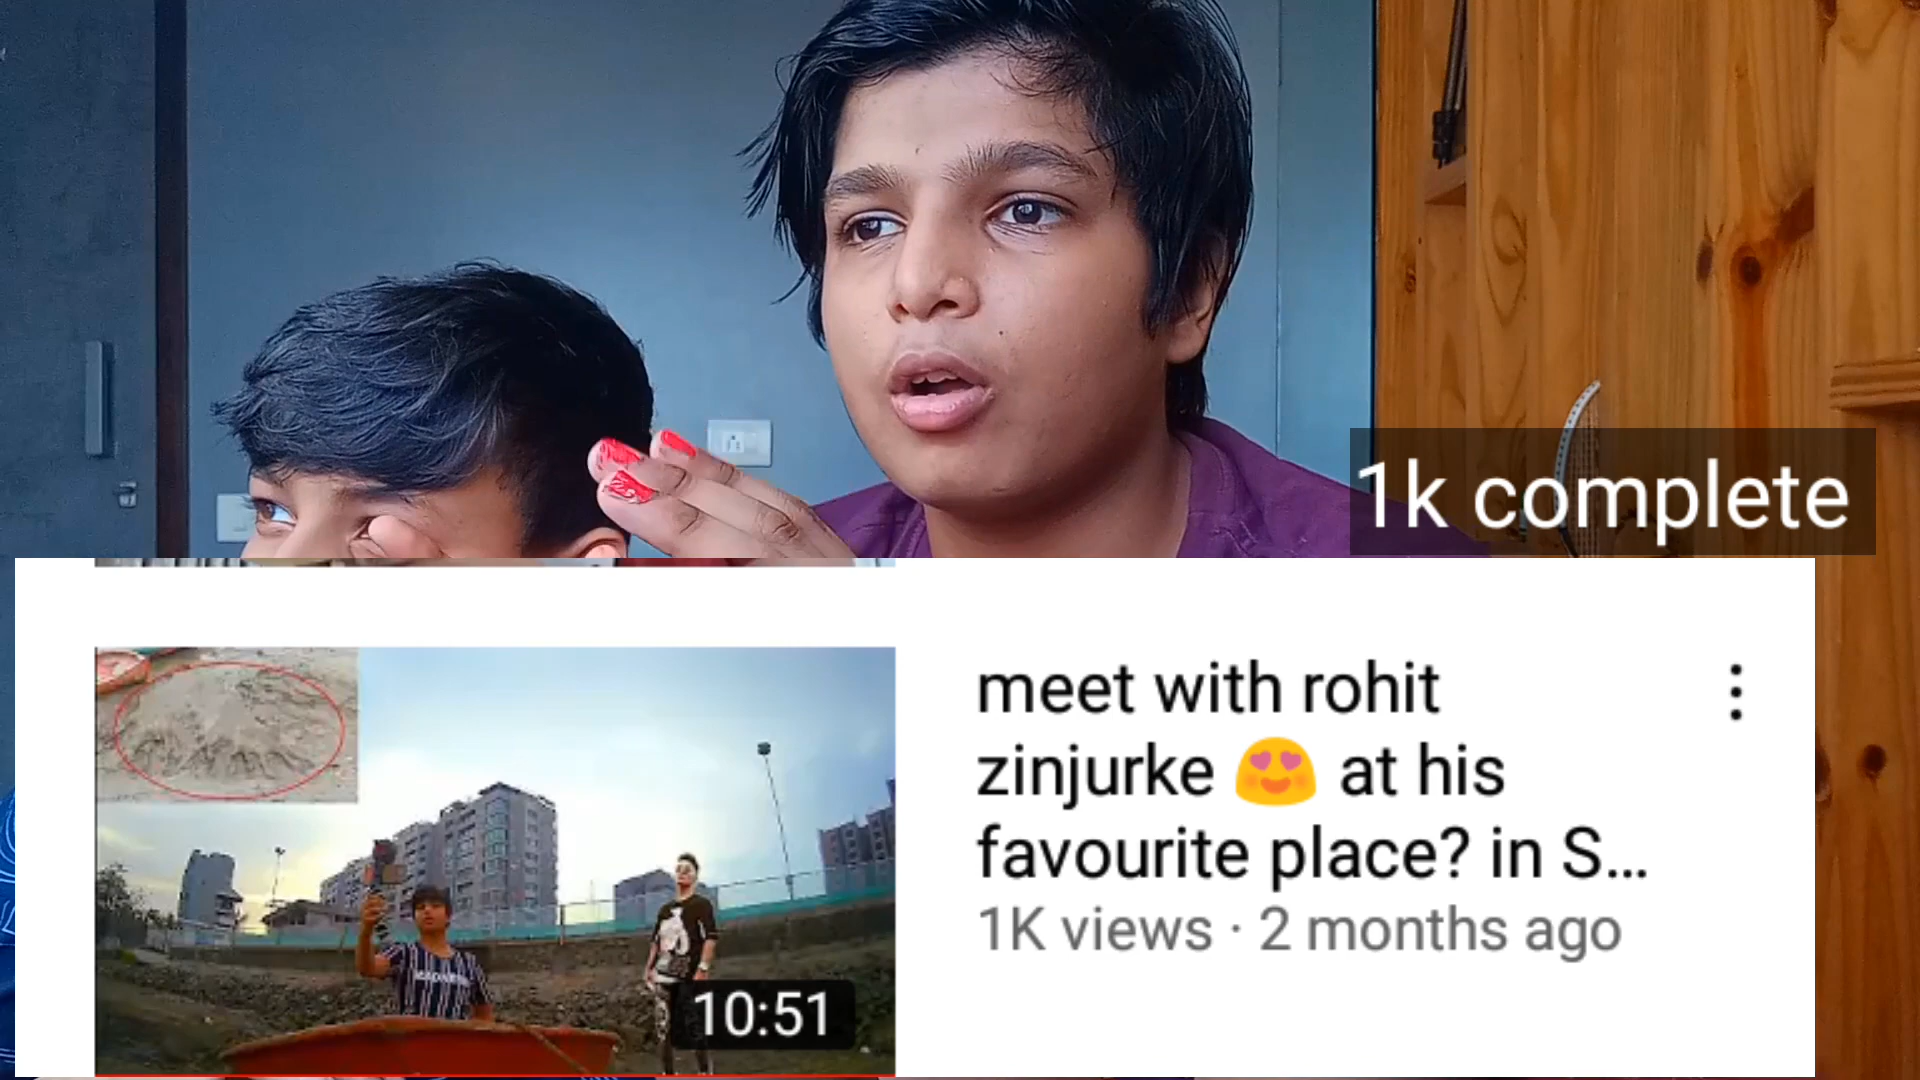 1k complete
meet with rohit
zinjurke 😍 at his
favourite place? in S...
1K views · 2 months ago
10:51